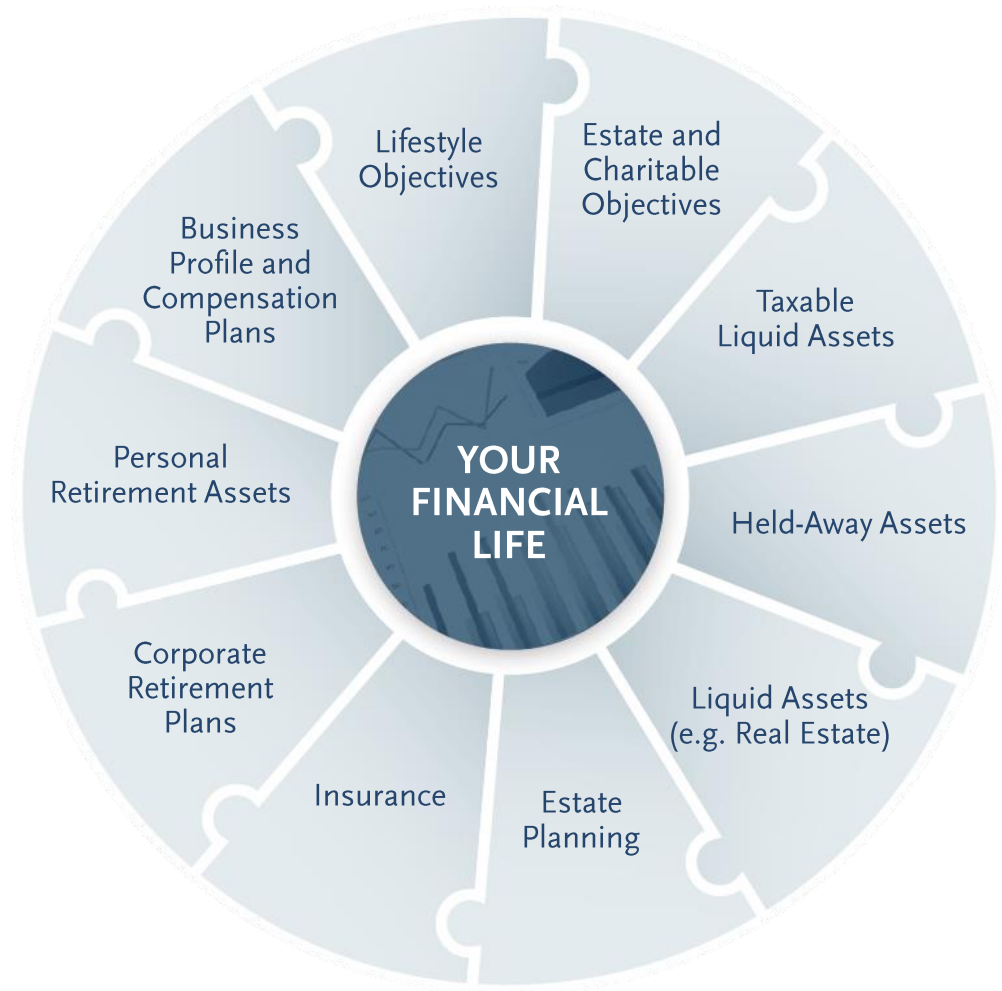 Lifestyle
Objectives
Estate and
Charitable
Objectives
Taxable
Liquid Assets
Held-Away Assets
Liquid Assets
(e.g. Real Estate)
Estate
Planning
Insurance
Corporate
Retirement
Plans
Personal
Retirement Assets
Business
Profile and
Compensation
Plans
YOUR
FINANCIAL
LIFE